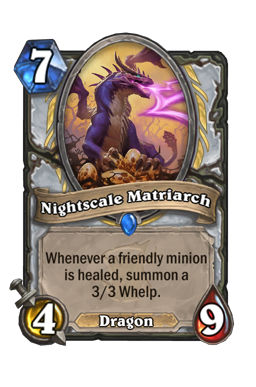 7
Nightscale Matriarch
Whenever a friendly minion
is healed, summon a
3/3 Whelp.
4
Dragon
9